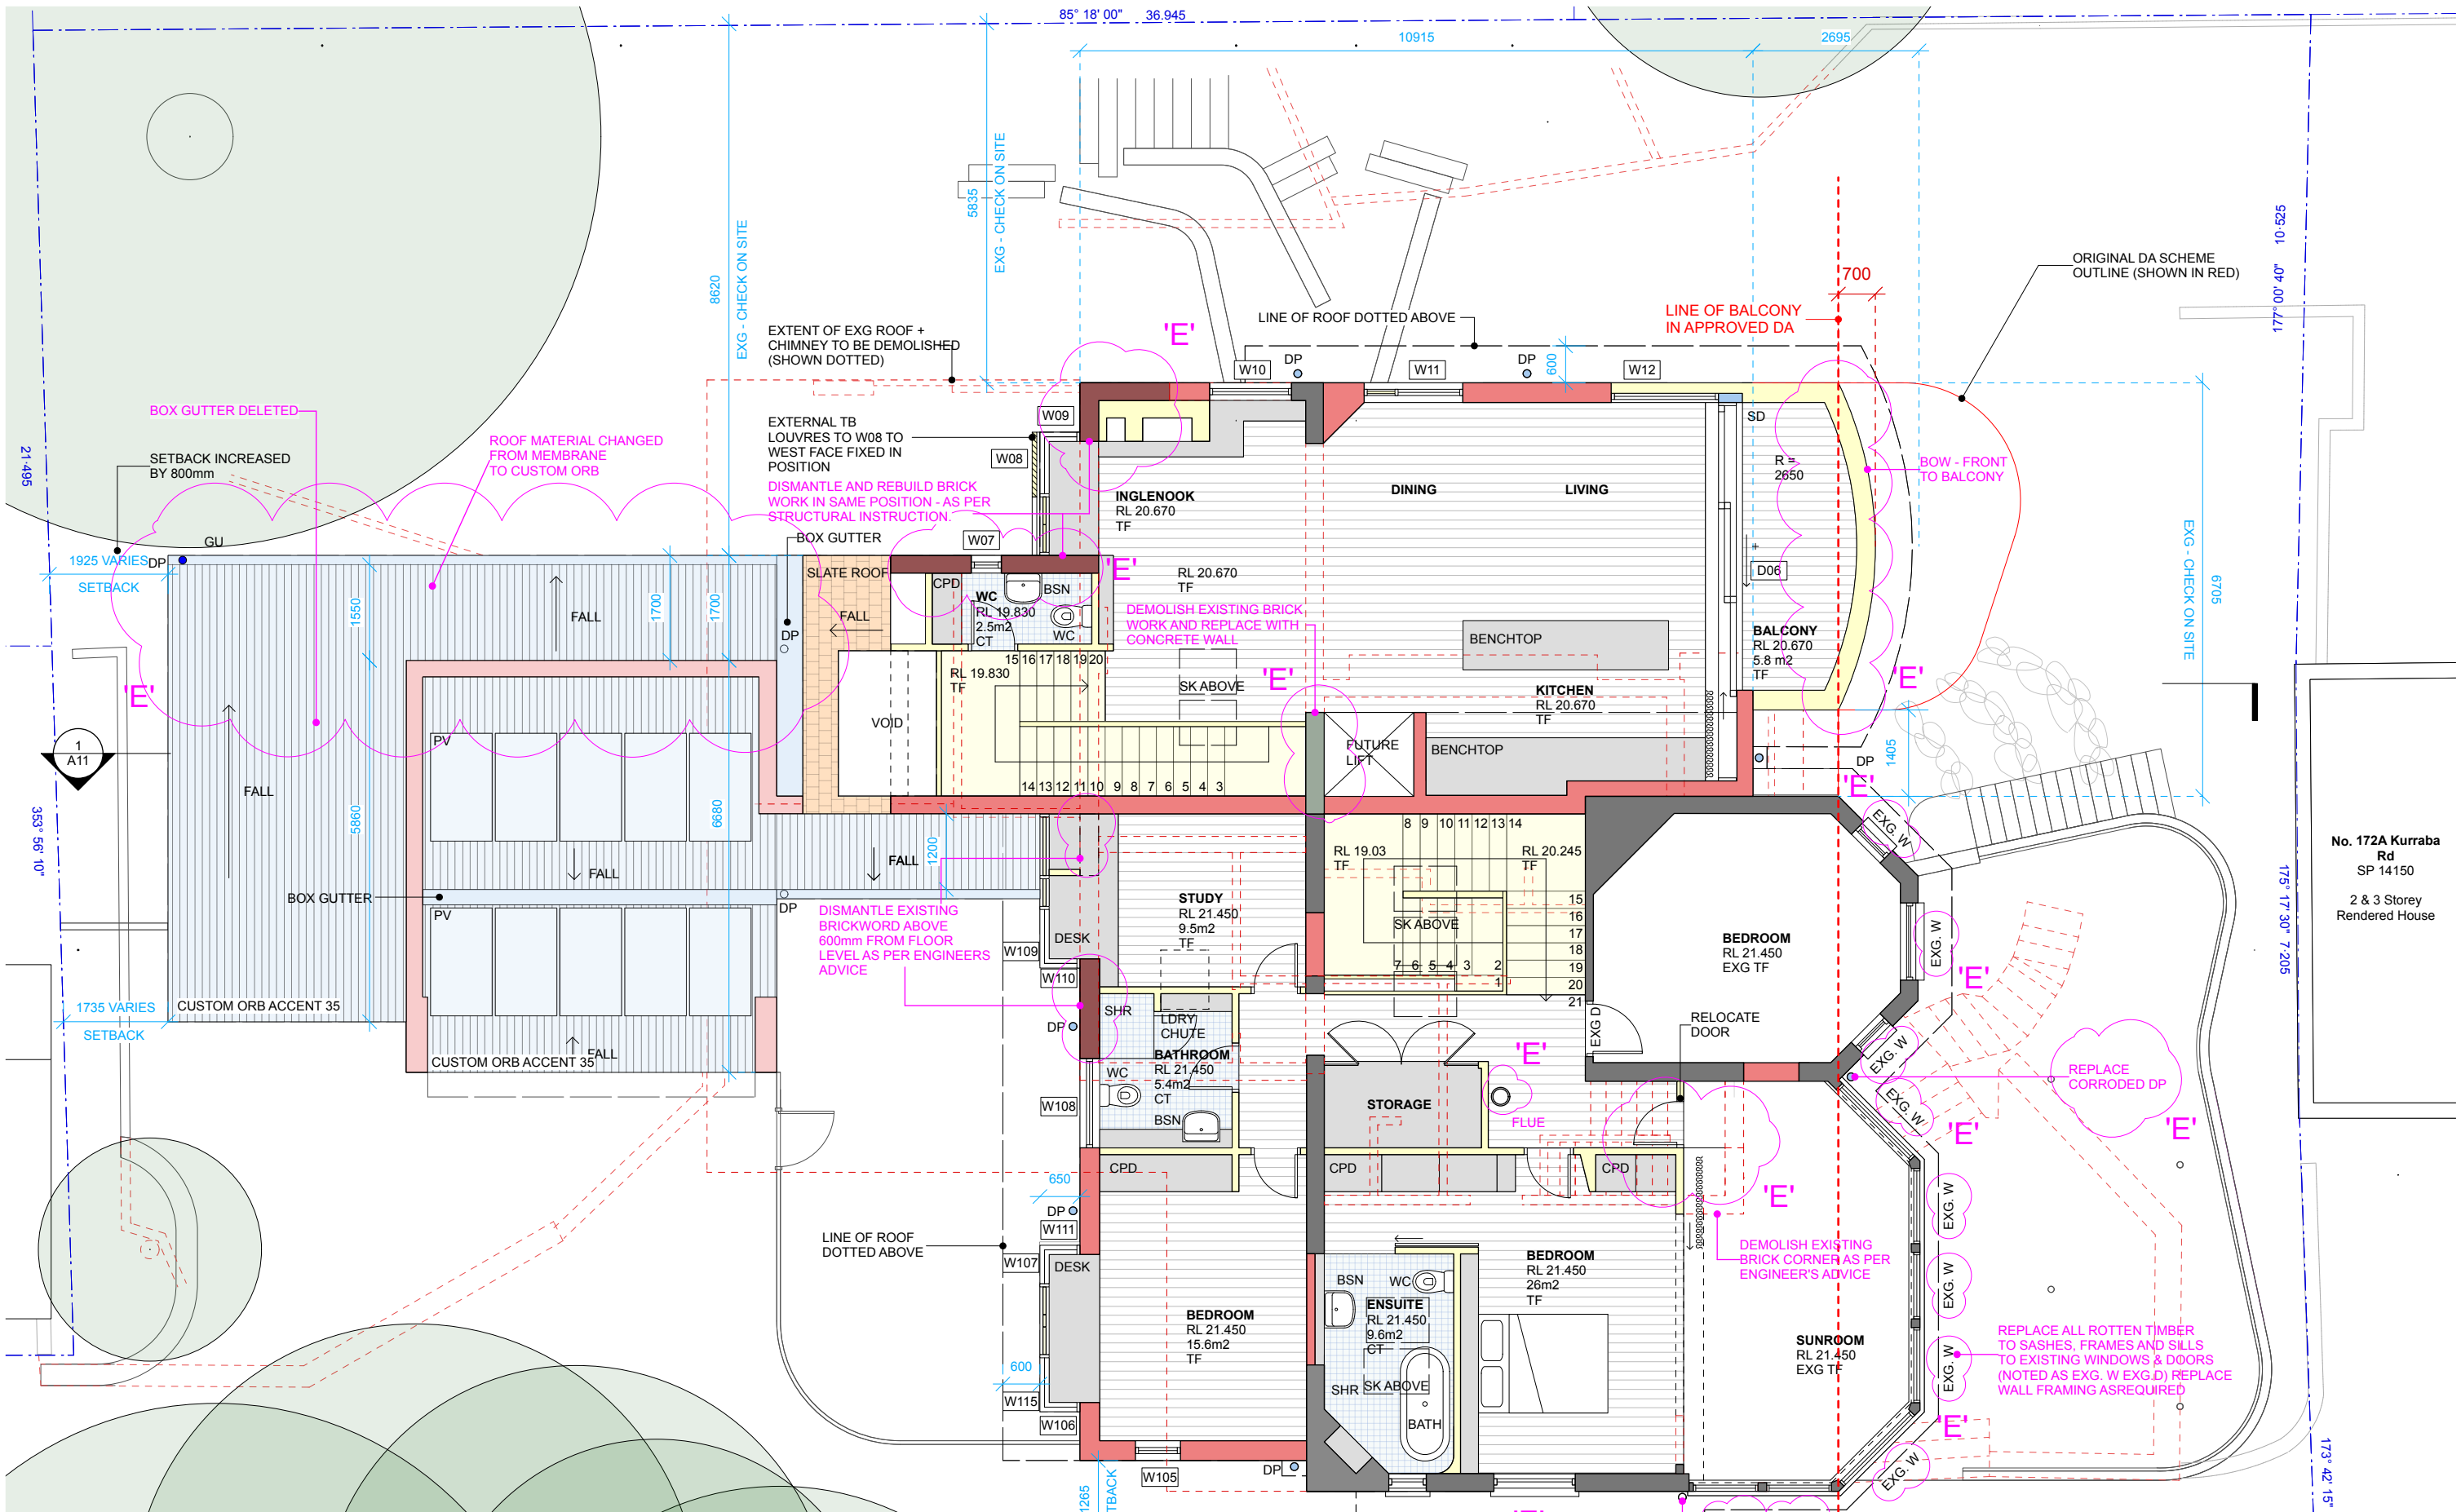 85° 18' 00" 36.945
10915
2695
8620
EXG - CHECK ON SITE
5835
EXG - CHECK ON SITE
21·495
353° 56' 10"
177° 00' 40" 10·525
175° 17' 30" 7·205
173° 42' 15"
ORIGINAL DA SCHEME
OUTLINE (SHOWN IN RED)
700
LINE OF BALCONY
IN APPROVED DA
LINE OF ROOF DOTTED ABOVE
'E'
EXTENT OF EXG ROOF +
CHIMNEY TO BE DEMOLISHED
(SHOWN DOTTED)
W10
DP
W11
DP
600
W12
BOX GUTTER DELETED
ROOF MATERIAL CHANGED
FROM MEMBRANE
TO CUSTOM ORB
SETBACK INCREASED
BY 800mm
EXTERNAL TB
LOUVRES TO W08 TO
WEST FACE FIXED IN
POSITION
W09
W08
DISMANTLE AND REBUILD BRICK
WORK IN SAME POSITION - AS PER
STRUCTURAL INSTRUCTION.
INGLENOOK
RL 20.670
TF
DINING
LIVING
SD
R =
2650
BOW - FRONT
TO BALCONY
EXG - CHECK ON SITE
6705
GU
DP
1925 VARIES
SETBACK
BOX GUTTER
W07
'E'
SLATE ROOF
FALL
CPD
WC
RL 19.830
2.5m2
CT
BSN
WC
RL 20.670
TF
D06
1550
1700
1700
FALL
DP
DEMOLISH EXISTING BRICK
WORK AND REPLACE WITH
CONCRETE WALL
BENCHTOP
BALCONY
RL 20.670
5.8 m2
TF
15 16 17 18 19 20
RL 19.830
TF
SK ABOVE
'E'
KITCHEN
RL 20.670
TF
'E'
'E'
VOID
PV
FUTURE
LIFT
BENCHTOP
1405
DP
'E'
1
A11
FALL
14 13 12 11 10 9 8 7 6 5 4 3
5860
6680
1200
FALL
FALL
8 9 10 11 12 13 14
RL 19.03
TF
RL 20.245
TF
EXG. W
No. 172A Kurraba
Rd
SP 14150
2 & 3 Storey
Rendered House
BOX GUTTER
PV
DP
DISMANTLE EXISTING
BRICKWORD ABOVE
600mm FROM FLOOR
LEVEL AS PER ENGINEERS
ADVICE
STUDY
RL 21.450
9.5m2
TF
DESK
W109
W110
SK ABOVE
15
16
17
18
19
20
21
7 6 5 4 3 2
1
BEDROOM
RL 21.450
EXG TF
EXG. W
'E'
1735 VARIES
SETBACK
CUSTOM ORB ACCENT 35
CUSTOM ORB ACCENT 35
FALL
SHR
DP
LDRY
CHUTE
BATHROOM
RL 21.450
5.4m2
CT
WC
BSN
W108
EXG D
RELOCATE
DOOR
'E'
EXG. W
EXG. W
REPLACE
CORRODED DP
'E'
'E'
STORAGE
FLUE
CPD
CPD
CPD
'E'
650
DP
W111
W107
DESK
LINE OF ROOF
DOTTED ABOVE
DEMOLISH EXISTING
BRICK CORNER AS PER
ENGINEER'S ADVICE
EXG. W
EXG. W
EXG. W
BEDROOM
RL 21.450
15.6m2
TF
BSN
WC
ENSUITE
RL 21.450
9.6m2
CT
SHR
SK ABOVE
BATH
BEDROOM
RL 21.450
26m2
TF
SUNROOM
RL 21.450
EXG TF
REPLACE ALL ROTTEN TIMBER
TO SASHES, FRAMES AND SILLS
TO EXISTING WINDOWS & DOORS
(NOTED AS EXG. W EXG.D) REPLACE
WALL FRAMING ASREQUIRED
'E'
600
W115
W106
W105
DP
EXG. W
1265